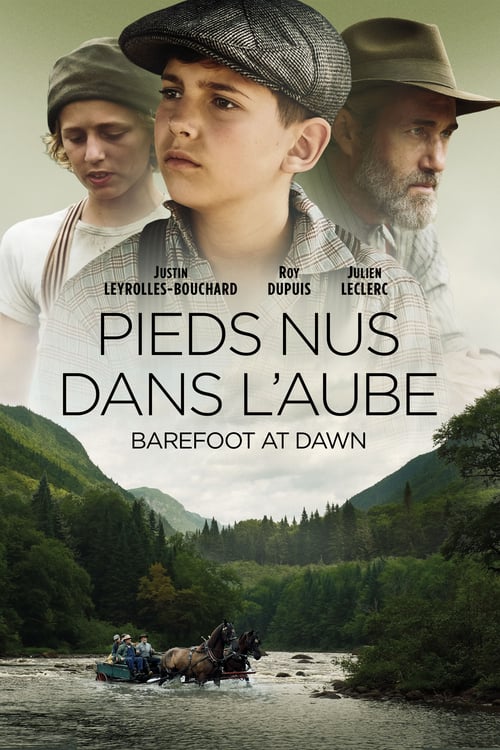 JUSTIN ROY JULIEN
LEYROLLES-BOUCHARD DUPUIS LECLERC
PIEDS NUS
DANS L'AUBE
BAREFOOT AT DAWN